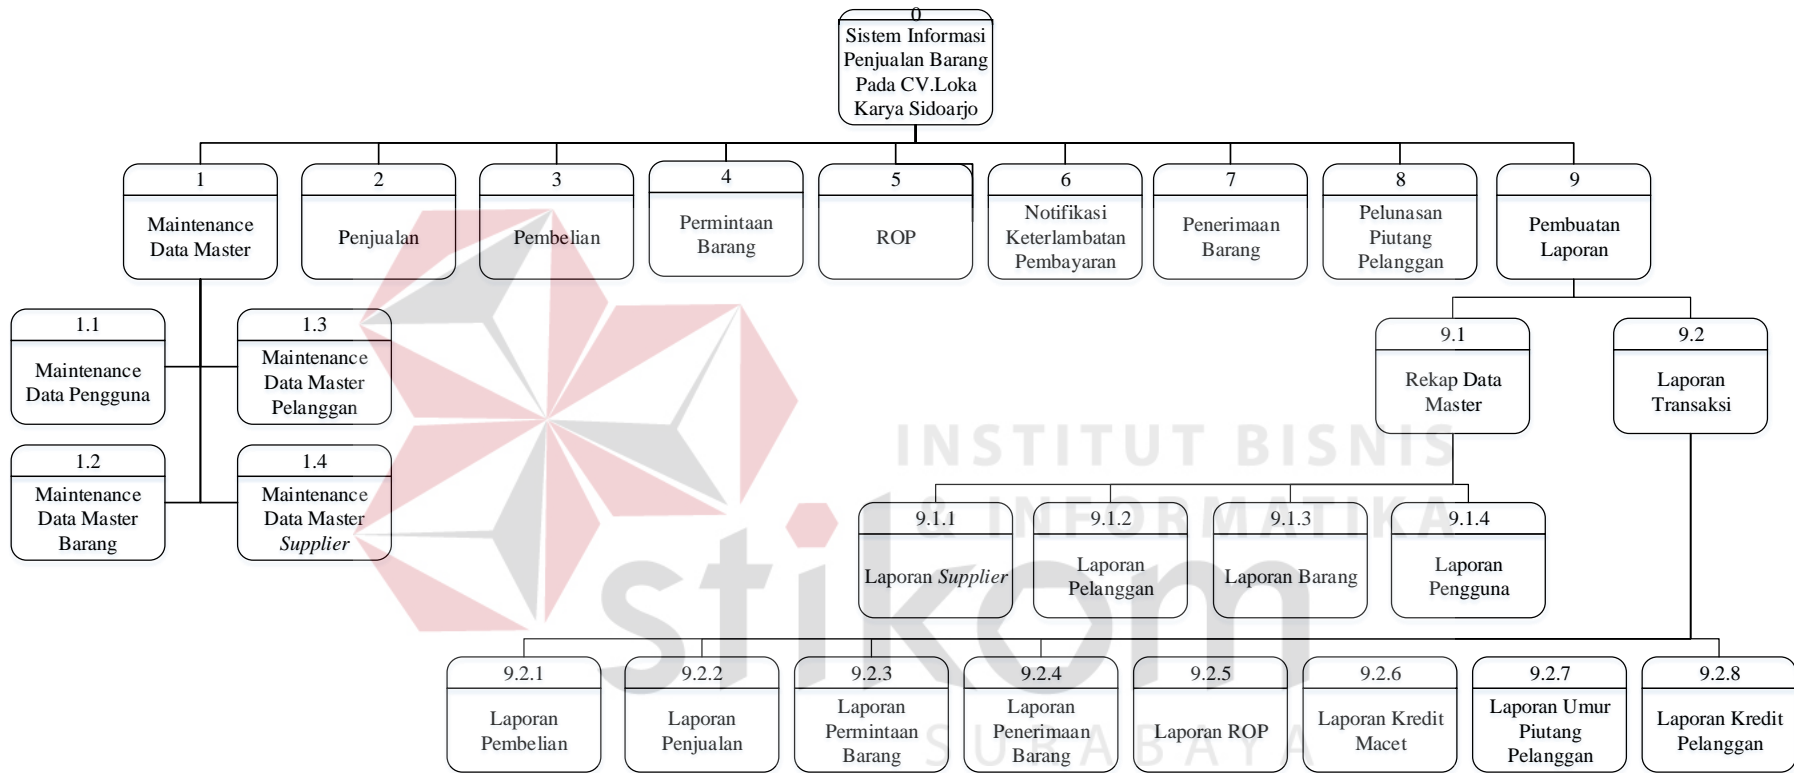 0
Sistem Informasi
Penjualan Barang
Pada CV.Loka
Karya Sidoarjo
1
Maintenance
Data Master
2
Penjualan
3
Pembelian
4
Permintaan
Barang
5
ROP
6
Notifikasi
Keterlambatan
Pembayaran
7
Penerimaan
Barang
8
Pelunasan
Piutang
Pelanggan
9
Pembuatan
Laporan
1.1
Maintenance
Data Pengguna
1.3
Maintenance
Data Master
Pelanggan
1.2
Maintenance
Data Master
Barang
1.4
Maintenance
Data Master
Supplier
9.1
Rekap Data
Master
9.2
Laporan
Transaksi
INSTITUT BISNIS
& INFORMATIKA
stikom
SURABAYA
9.1.1
Laporan Supplier
9.1.2
Laporan
Pelanggan
9.1.3
Laporan Barang
9.1.4
Laporan
Pengguna
9.2.1
Laporan
Pembelian
9.2.2
Laporan
Penjualan
9.2.3
Laporan
Permintaan
Barang
9.2.4
Laporan
Penerimaan
Barang
9.2.5
Laporan ROP
9.2.6
Laporan Kredit
Macet
9.2.7
Laporan Umur
Piutang
Pelanggan
9.2.8
Laporan Kredit
Pelanggan